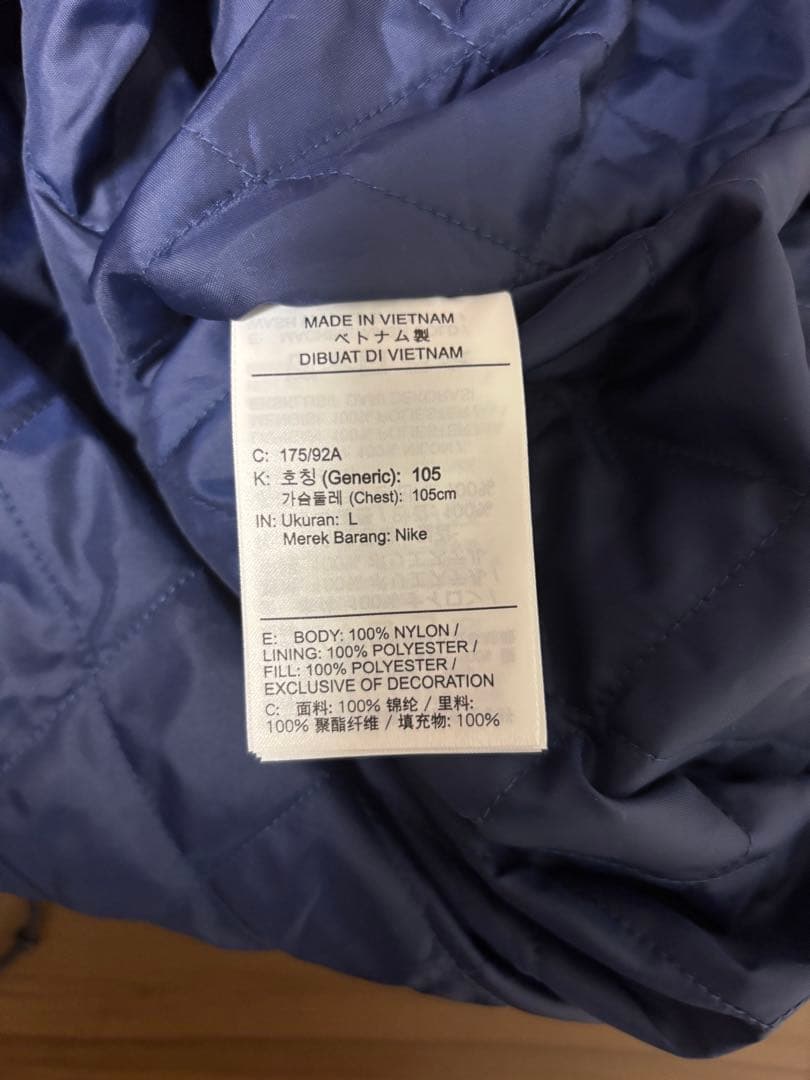 MADE IN VIETNAM
ベトナム製
DIBUAT DI VIETNAM
C: 175/92A
K: 호칭 (Generic): 105
가슴둘레 (Chest): 105cm
IN: Ukuran: L
Merek Barang: Nike
E: BODY: 100% NYLON /
LINING: 100% POLYESTER /
FILL: 100% POLYESTER /
EXCLUSIVE OF DECORATION
C: 面料: 100% 锦纶 / 里料:
100% 聚酯纤维 / 填充物: 100%